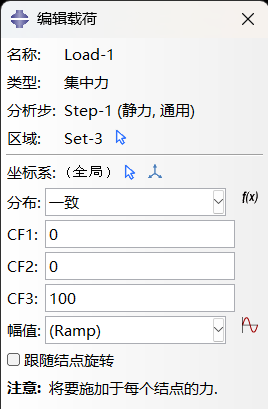 编辑载荷
名称: Load-1
类型: 集中力
分析步: Step-1 (静力, 通用)
区域: Set-3
坐标系: (全局)
分布: 一致 f(x)
CF1: 0
CF2: 0
CF3: 100
幅值: (Ramp)
跟随结点旋转
注意: 将要施加于每个结点的力.